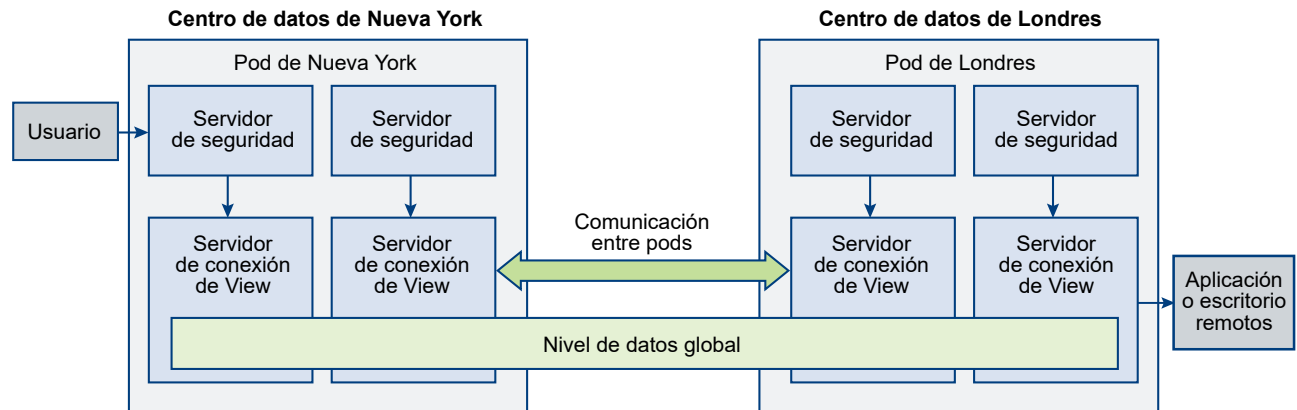 Centro de datos de Nueva York
Centro de datos de Londres
Pod de Nueva York
Pod de Londres
Usuario
Servidor
de seguridad
Servidor
de seguridad
Servidor
de seguridad
Servidor
de seguridad
Servidor
de conexión
de View
Servidor
de conexión
de View
Comunicación
entre pods
Servidor
de conexión
de View
Servidor
de conexión
de View
Aplicación
o escritorio
remotos
Nivel de datos global